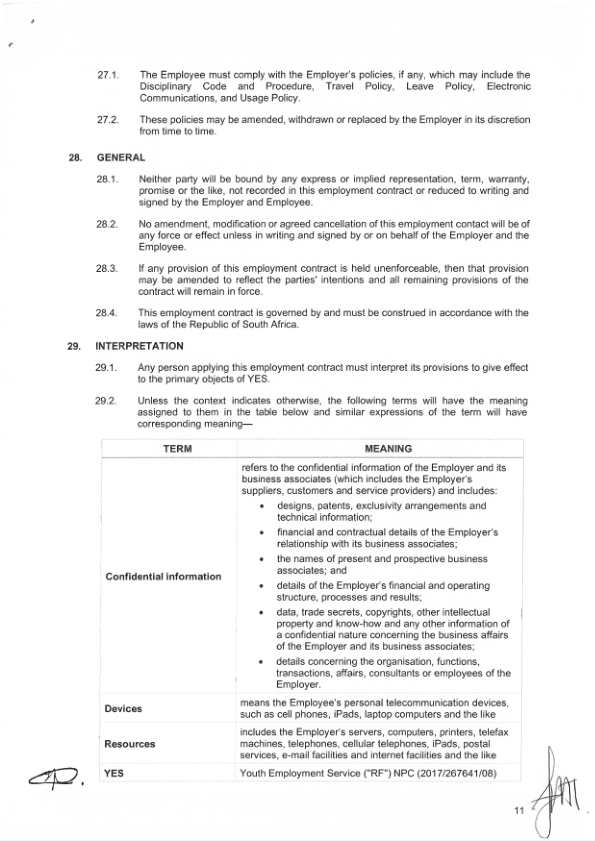 27.1. The Employee must comply with the Employer's policies, if any, which may include the
Disciplinary Code and Procedure, Travel Policy, Leave Policy, Electronic
Communications, and Usage Policy.
27.2. These policies may be amended, withdrawn or replaced by the Employer in its discretion
from time to time.
28. GENERAL
28.1. Neither party will be bound by any express or implied representation, term, warranty,
promise or the like, not recorded in this employment contract or reduced to writing and
signed by the Employer and Employee.
28.2. No amendment, modification or agreed cancellation of this employment contact will be of
any force or effect unless in writing and signed by or on behalf of the Employer and the
Employee.
28.3. If any provision of this employment contract is held unenforceable, then that provision
may be amended to reflect the parties' intentions and all remaining provisions of the
contract will remain in force.
28.4. This employment contract is governed by and must be construed in accordance with the
laws of the Republic of South Africa.
29. INTERPRETATION
29.1. Any person applying this employment contract must interpret its provisions to give effect
to the primary objects of YES.
29.2. Unless the context indicates otherwise, the following terms will have the meaning
assigned to them in the table below and similar expressions of the term will have
corresponding meaning—
TERM MEANING
Confidential information
refers to the confidential information of the Employer and its
business associates (which includes the Employer's
suppliers, customers and service providers) and includes:
• designs, patents, exclusivity arrangements and
technical information;
• financial and contractual details of the Employer's
relationship with its business associates;
• the names of present and prospective business
associates; and
• details of the Employer's financial and operating
structure, processes and results;
• data, trade secrets, copyrights, other intellectual
property and know-how and any other information of
a confidential nature concerning the business affairs
of the Employer and its business associates;
• details concerning the organisation, functions,
transactions, affairs, consultants or employees of the
Employer.
Devices
means the Employee's personal telecommunication devices,
such as cell phones, iPads, laptop computers and the like
Resources
includes the Employer's servers, computers, printers, telefax
machines, telephones, cellular telephones, iPads, postal
services, e-mail facilities and internet facilities and the like
YES Youth Employment Service ("RF") NPC (2017/267641/08)
11